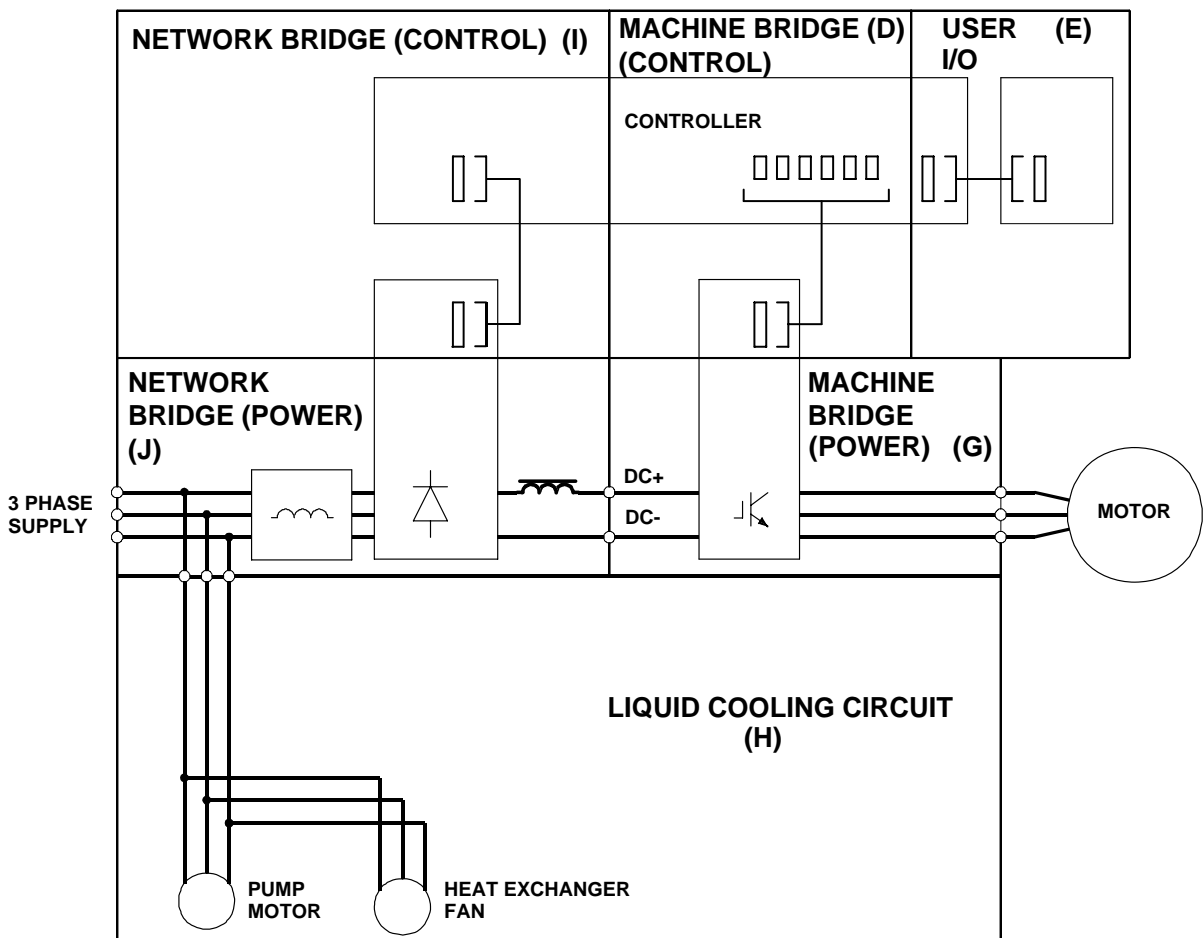 NETWORK BRIDGE (CONTROL) (I)
MACHINE BRIDGE (D)
(CONTROL)
USER (E)
I/O
CONTROLLER
NETWORK
BRIDGE (POWER)
(J)
MACHINE
BRIDGE
(POWER) (G)
3 PHASE
SUPPLY
DC+
DC-
MOTOR
LIQUID COOLING CIRCUIT
(H)
PUMP
MOTOR
HEAT EXCHANGER
FAN